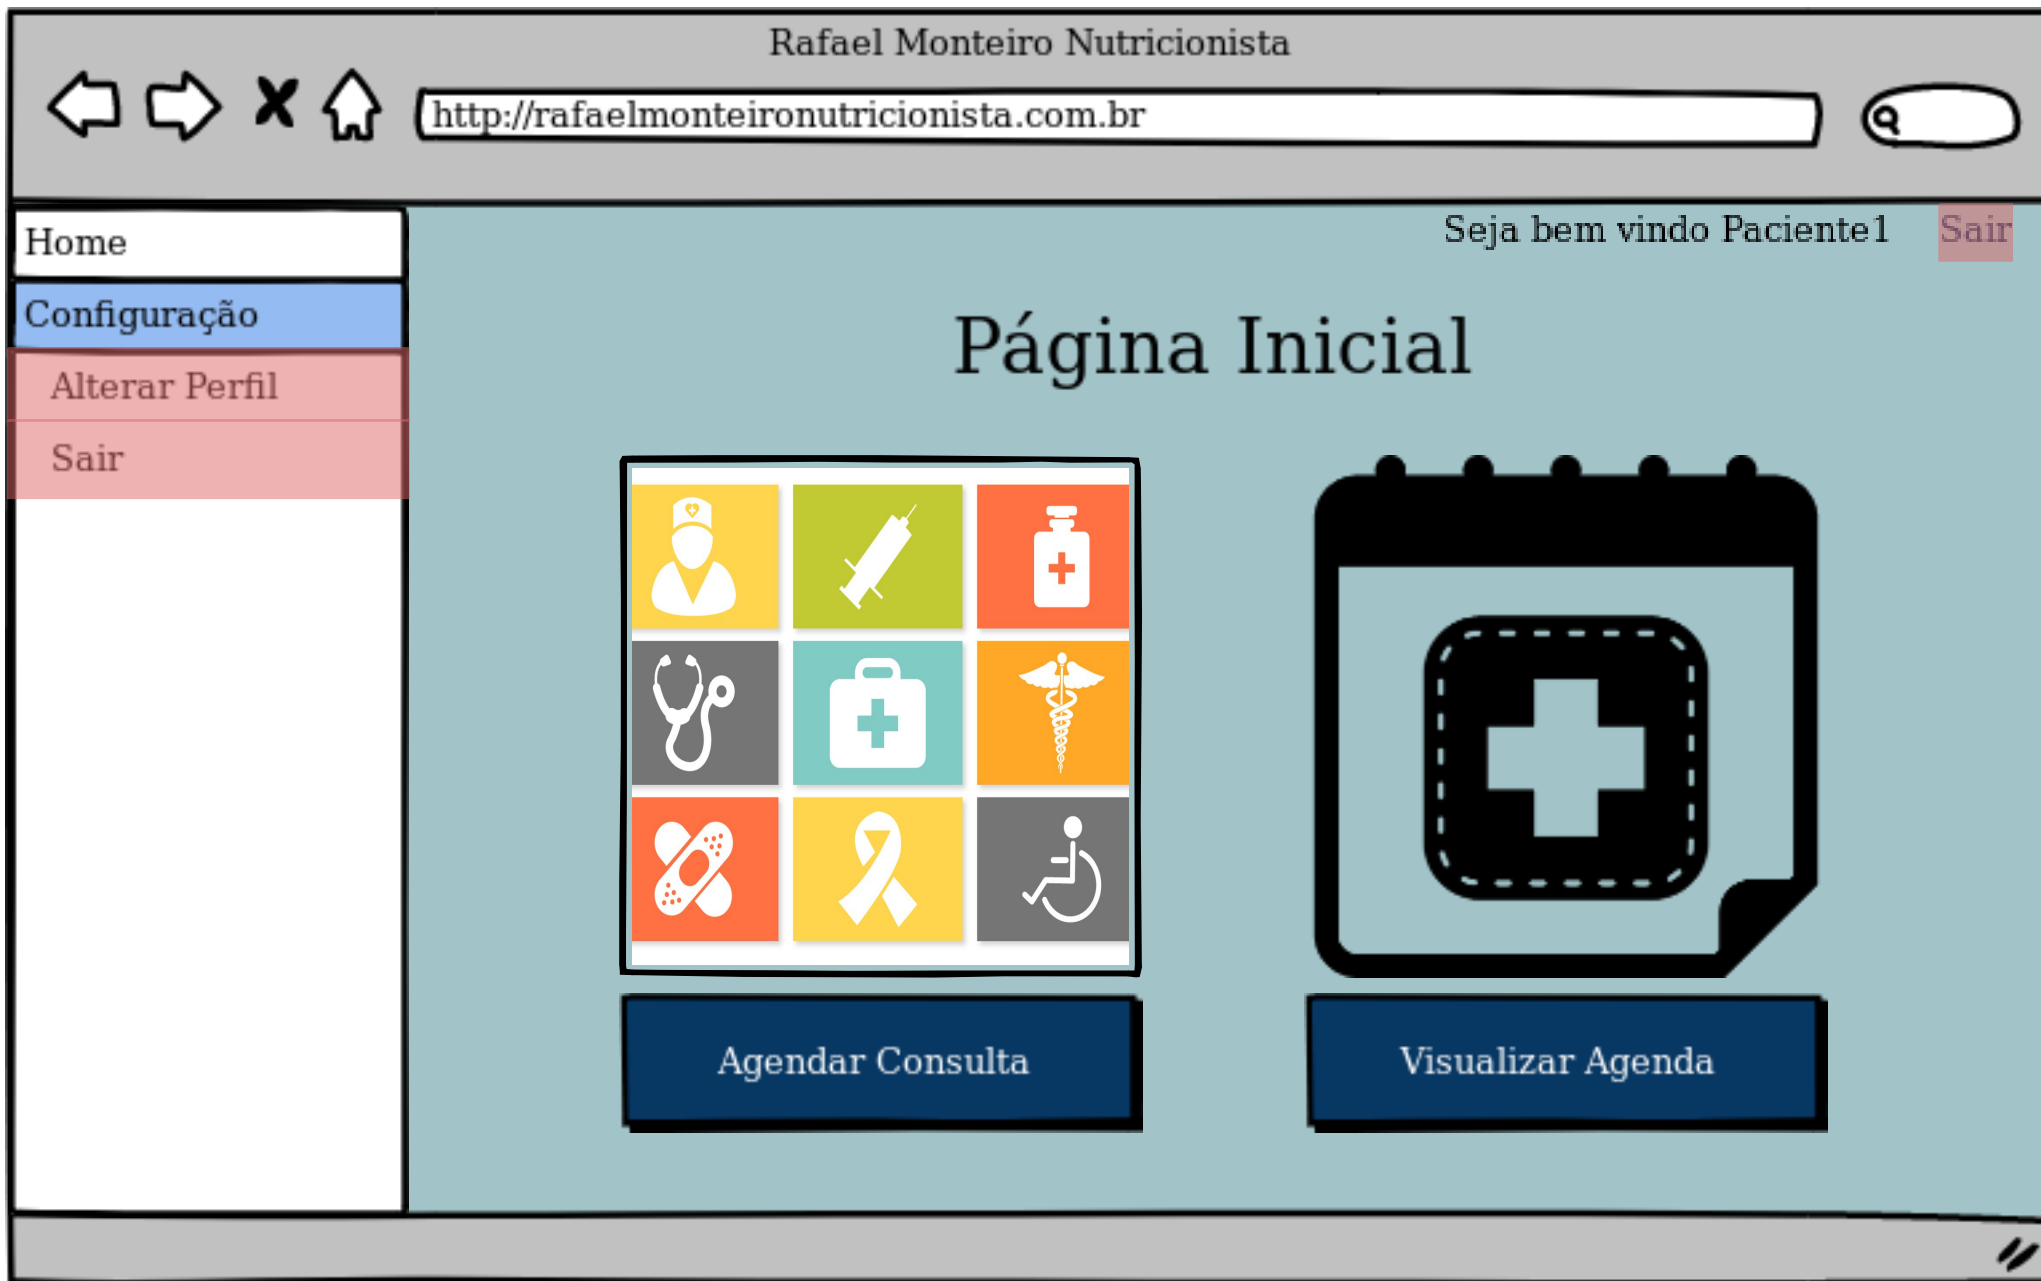 Rafael Monteiro Nutricionista
http://rafaelmonteironutricionista.com.br
Seja bem vindo Paciente1 Sair
Home
Configuração
Alterar Perfil
Sair
Página Inicial
Agendar Consulta
Visualizar Agenda